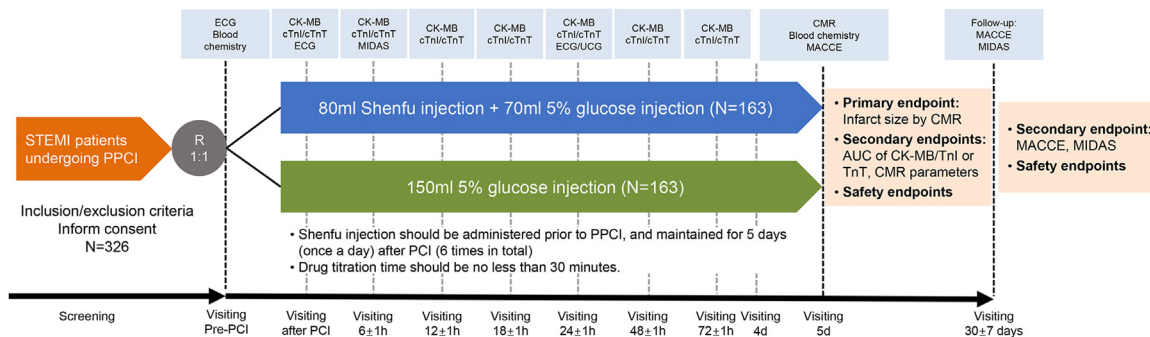 ECG
Blood
chemistry
CK-MB
cTnI/cTnT
ECG
CK-MB
cTnI/cTnT
MIDAS
CK-MB
cTnI/cTnT
CK-MB
cTnI/cTnT
CK-MB
cTnI/cTnT
ECG/UCG
CK-MB
cTnI/cTnT
CK-MB
cTnI/cTnT
CMR
Blood chemistry
MACCE
Follow-up:
MACCE
MIDAS
STEMI patients
undergoing PPCI
R
1:1
80ml Shenfu injection + 70ml 5% glucose injection (N=163)
150ml 5% glucose injection (N=163)
• Primary endpoint:
Infarct size by CMR
• Secondary endpoints:
AUC of CK-MB/TnI or
TnT, CMR parameters
• Safety endpoints
• Secondary endpoint:
MACCE, MIDAS
• Safety endpoints
Inclusion/exclusion criteria
Inform consent
N=326
• Shenfu injection should be administered prior to PPCI, and maintained for 5 days
(once a day) after PCI (6 times in total)
• Drug titration time should be no less than 30 minutes.
Screening
Visiting
Pre-PCI
Visiting
after PCI
Visiting
6±1h
Visiting
12±1h
Visiting
18±1h
Visiting
24±1h
Visiting
48±1h
Visiting
72±1h
Visiting
4d
Visiting
5d
Visiting
30±7 days